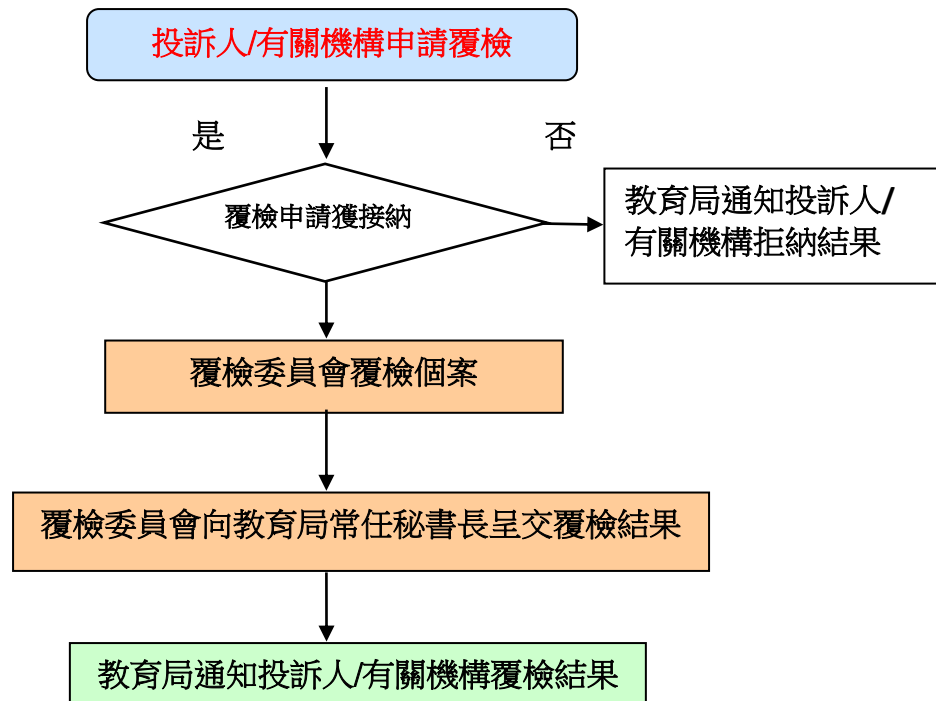 投訴人/有關機構申請覆檢
是
否
覆檢申請獲接納
教育局通知投訴人/
有關機構拒納結果
覆檢委員會覆檢個案
覆檢委員會向教育局常任秘書長呈交覆檢結果
教育局通知投訴人/有關機構覆檢結果